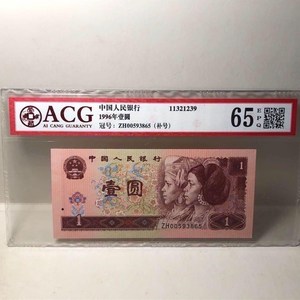 ACG
AI CANG GUARANTY
中国人民银行 11321239
1996年壹圆
冠号：ZH00593865（补号）
65 EPQ
中国人民银行
壹圆
1
1
ZH00593865